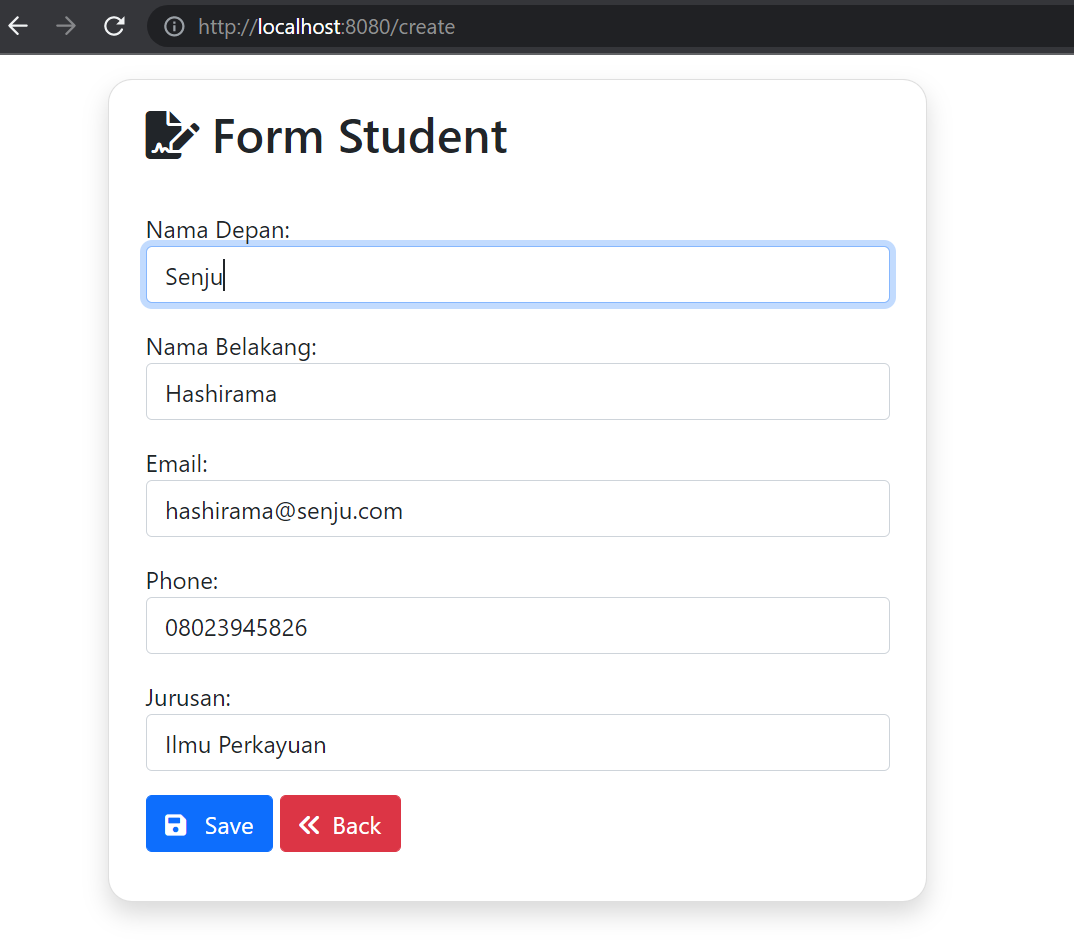 http://localhost:8080/create
Form Student
Nama Depan:
Senju
Nama Belakang:
Hashirama
Email:
hashirama@senju.com
Phone:
08023945826
Jurusan:
Ilmu Perkayuan
Save Back